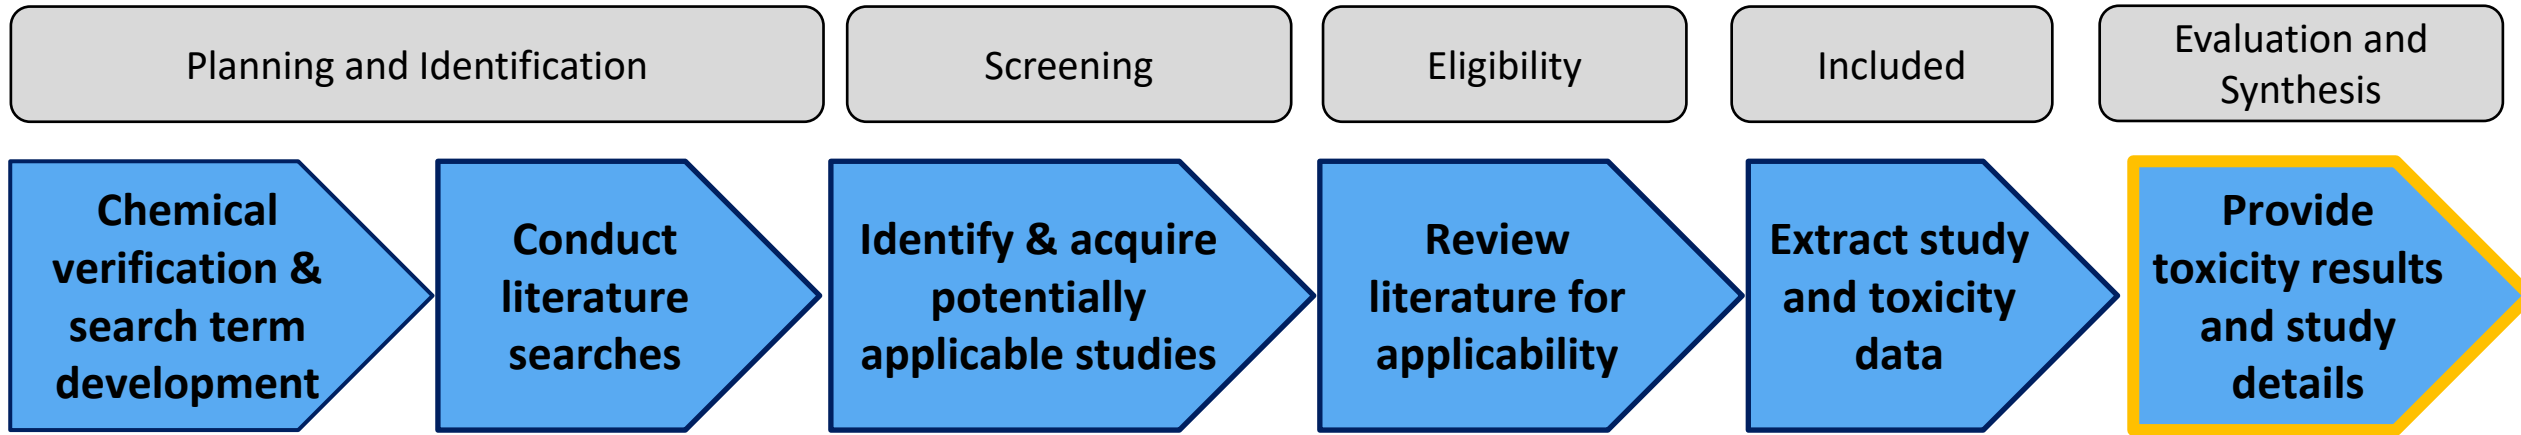 Planning and Identification
Screening
Eligibility
Included
Evaluation and
Synthesis
Chemical
verification &
search term
development
Conduct
literature
searches
Identify & acquire
potentially
applicable studies
Review
literature for
applicability
Extract study
and toxicity
data
Provide
toxicity results
and study
details